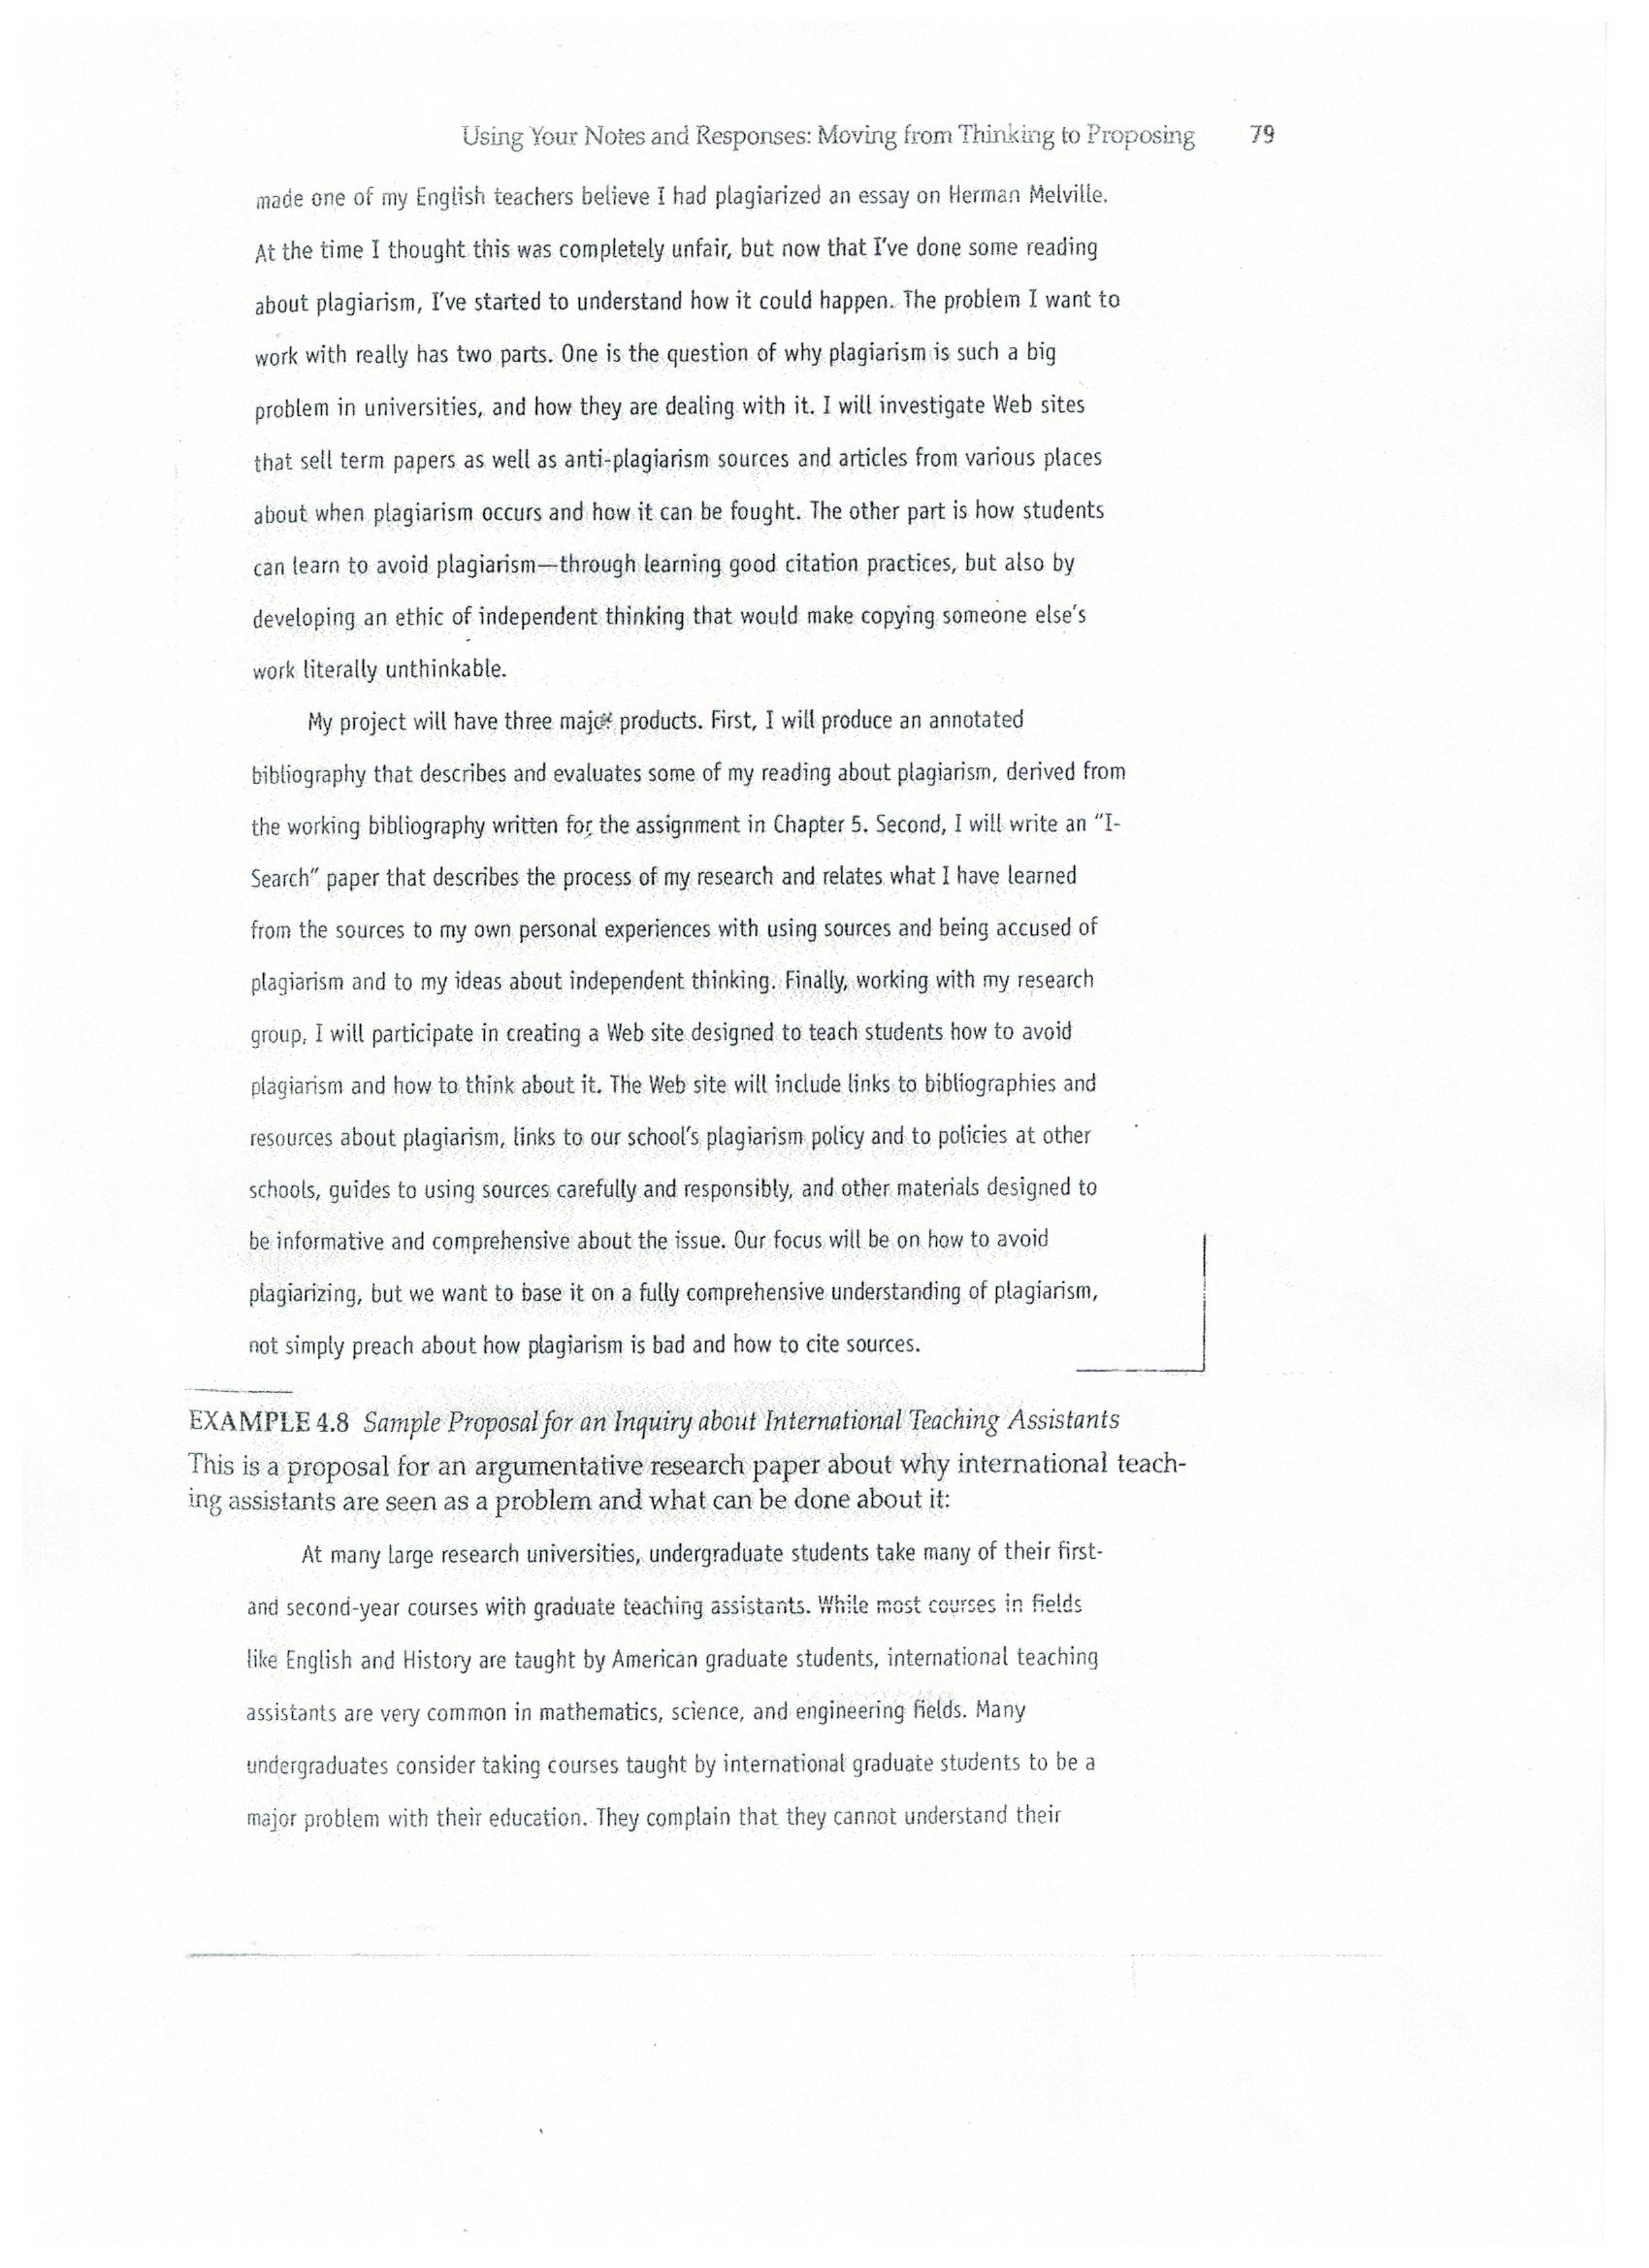 Using Your Notes and Responses: Moving from Thinking to Proposing 79
made one of my English teachers believe I had plagiarized an essay on Herman Melville.
At the time I thought this was completely unfair, but now that I've done some reading
about plagiarism, I've started to understand how it could happen. The problem I want to
work with really has two parts. One is the question of why plagiarism is such a big
problem in universities, and how they are dealing with it. I will investigate Web sites
that sell term papers as well as anti-plagiarism sources and articles from various places
about when plagiarism occurs and how it can be fought. The other part is how students
can learn to avoid plagiarism—through learning good citation practices, but also by
developing an ethic of independent thinking that would make copying someone else's
work literally unthinkable.
My project will have three major products. First, I will produce an annotated
bibliography that describes and evaluates some of my reading about plagiarism, derived from
the working bibliography written for the assignment in Chapter 5. Second, I will write an "I-
Search" paper that describes the process of my research and relates what I have learned
from the sources to my own personal experiences with using sources and being accused of
plagiarism and to my ideas about independent thinking. Finally, working with my research
group, I will participate in creating a Web site designed to teach students how to avoid
plagiarism and how to think about it. The Web site will include links to bibliographies and
resources about plagiarism, links to our school's plagiarism policy and to policies at other
schools, guides to using sources carefully and responsibly, and other materials designed to
be informative and comprehensive about the issue. Our focus will be on how to avoid
plagiarizing, but we want to base it on a fully comprehensive understanding of plagiarism,
not simply preach about how plagiarism is bad and how to cite sources.
EXAMPLE 4.8 Sample Proposal for an Inquiry about International Teaching Assistants
This is a proposal for an argumentative research paper about why international teach-
ing assistants are seen as a problem and what can be done about it:
At many large research universities, undergraduate students take many of their first-
and second-year courses with graduate teaching assistants. While most courses in fields
like English and History are taught by American graduate students, international teaching
assistants are very common in mathematics, science, and engineering fields. Many
undergraduates consider taking courses taught by international graduate students to be a
major problem with their education. They complain that they cannot understand their